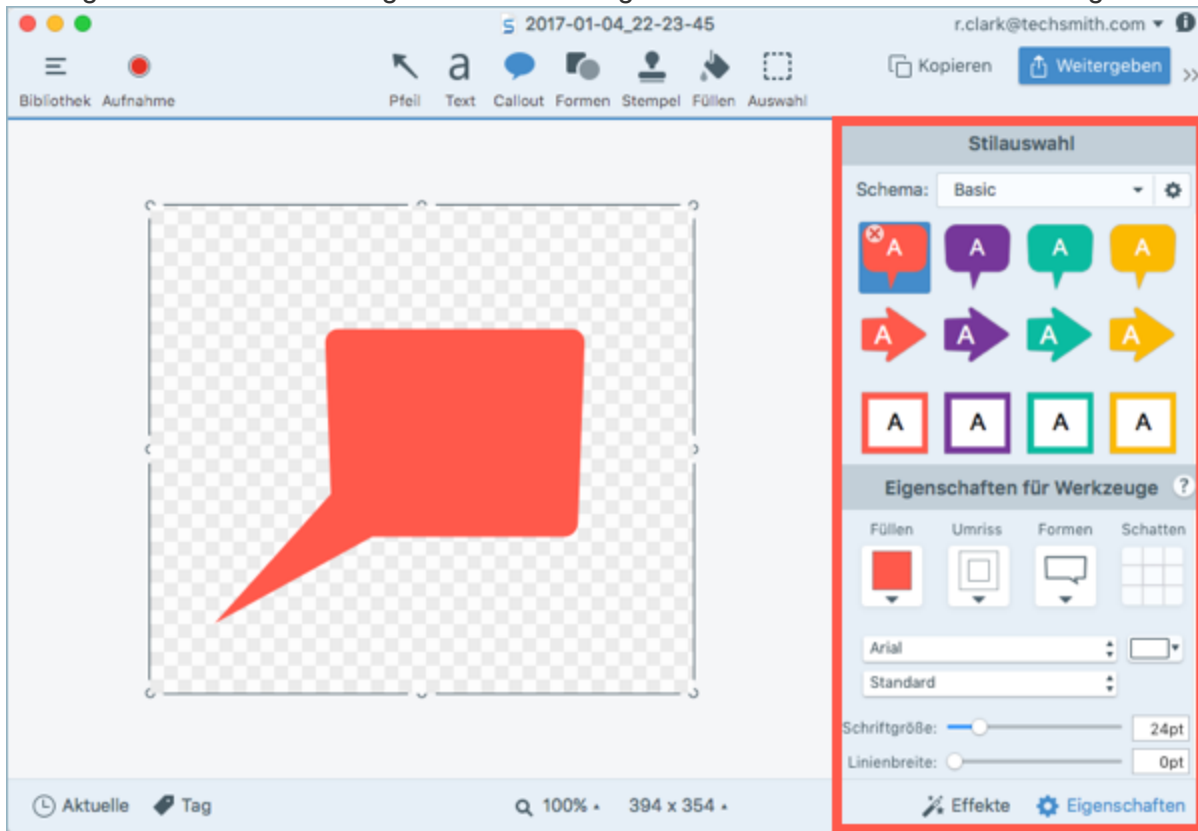 2017-01-04_22-23-45
r.clark@techsmith.com
Kopieren
Weitergeben
Bibliothek Aufnahme
Pfeil Text Callout Formen Stempel Füllen Auswahl
Stilauswahl
Schema: Basic
A A A A
A A A A
A A A A
Eigenschaften für Werkzeuge ?
Füllen Umriss Formen Schatten
Arial
Standard
Schriftgröße: 24pt
Linienbreite: 0pt
Aktuelle Tag 100% 394 x 354 Effekte Eigenschaften